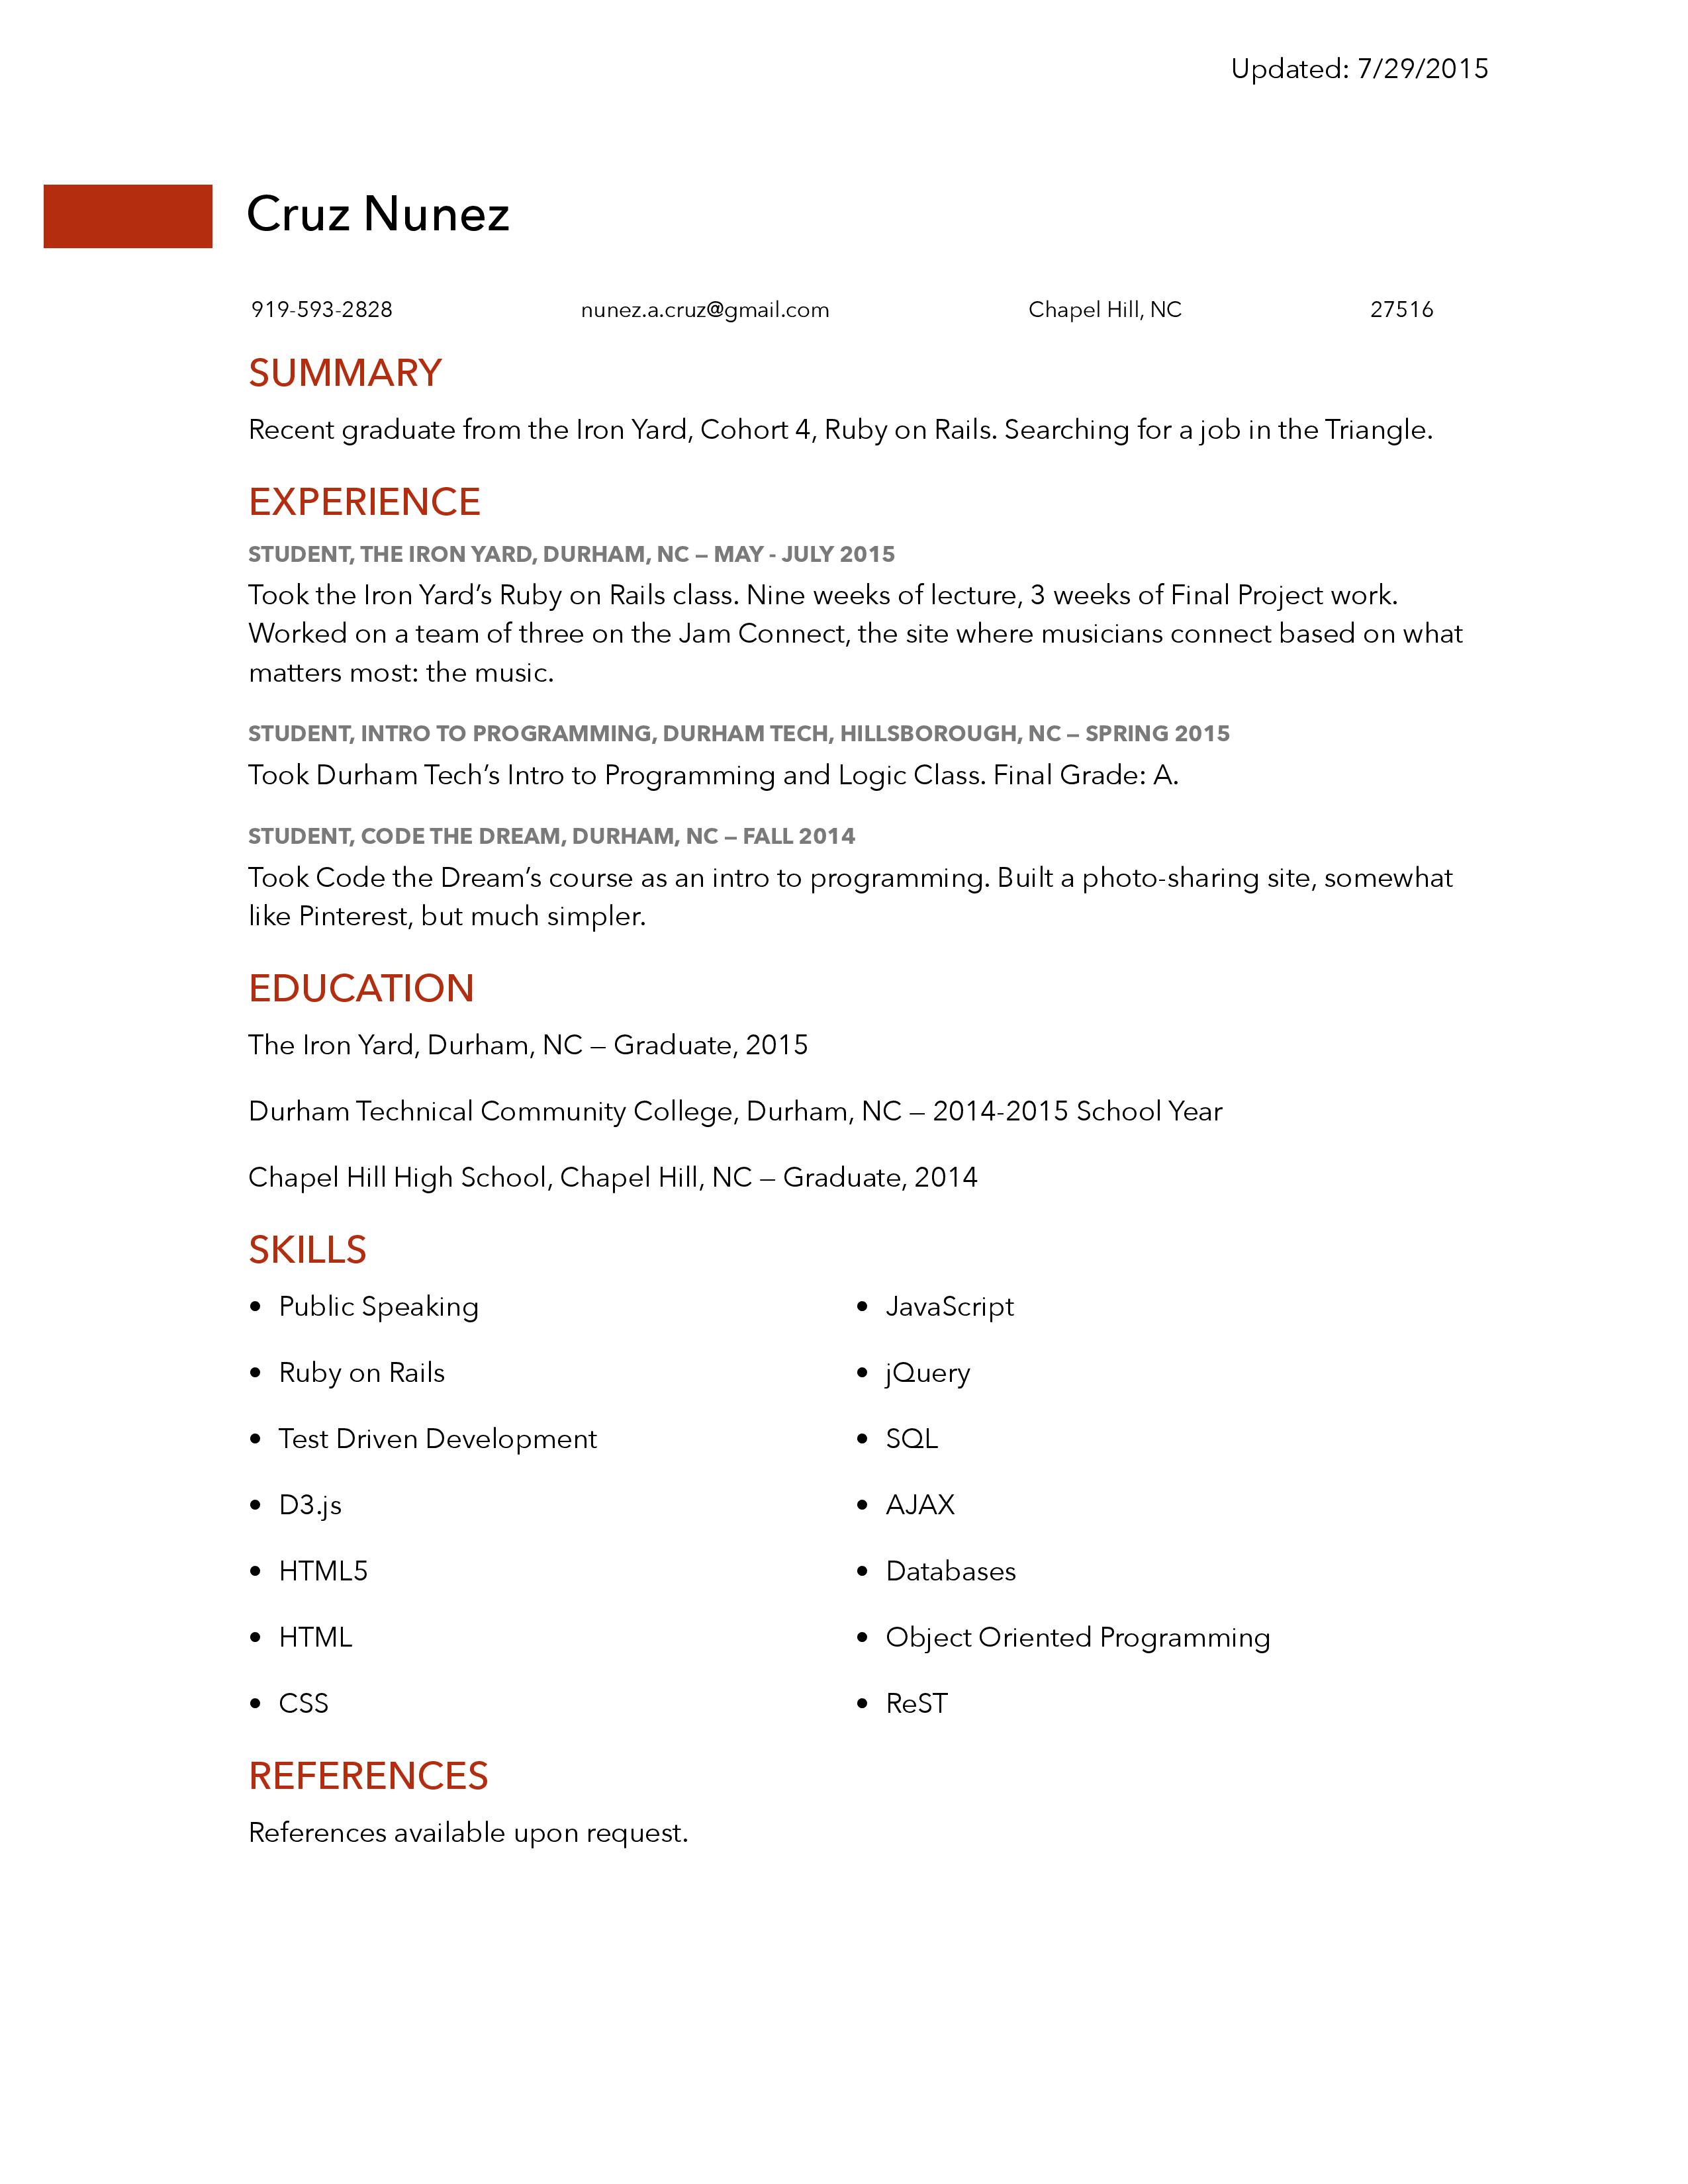 Updated: 7/29/2015
Cruz Nunez
919-593-2828 nunez.a.cruz@gmail.com Chapel Hill, NC 27516
SUMMARY
Recent graduate from the Iron Yard, Cohort 4, Ruby on Rails. Searching for a job in the Triangle.
EXPERIENCE
STUDENT, THE IRON YARD, DURHAM, NC — MAY - JULY 2015
Took the Iron Yard’s Ruby on Rails class. Nine weeks of lecture, 3 weeks of Final Project work.
Worked on a team of three on the Jam Connect, the site where musicians connect based on what
matters most: the music.
STUDENT, INTRO TO PROGRAMMING, DURHAM TECH, HILLSBOROUGH, NC — SPRING 2015
Took Durham Tech’s Intro to Programming and Logic Class. Final Grade: A.
STUDENT, CODE THE DREAM, DURHAM, NC — FALL 2014
Took Code the Dream’s course as an intro to programming. Built a photo-sharing site, somewhat
like Pinterest, but much simpler.
EDUCATION
The Iron Yard, Durham, NC — Graduate, 2015
Durham Technical Community College, Durham, NC — 2014-2015 School Year
Chapel Hill High School, Chapel Hill, NC — Graduate, 2014
SKILLS
• Public Speaking
• Ruby on Rails
• Test Driven Development
• D3.js
• HTML5
• HTML
• CSS
• JavaScript
• jQuery
• SQL
• AJAX
• Databases
• Object Oriented Programming
• ReST
REFERENCES
References available upon request.